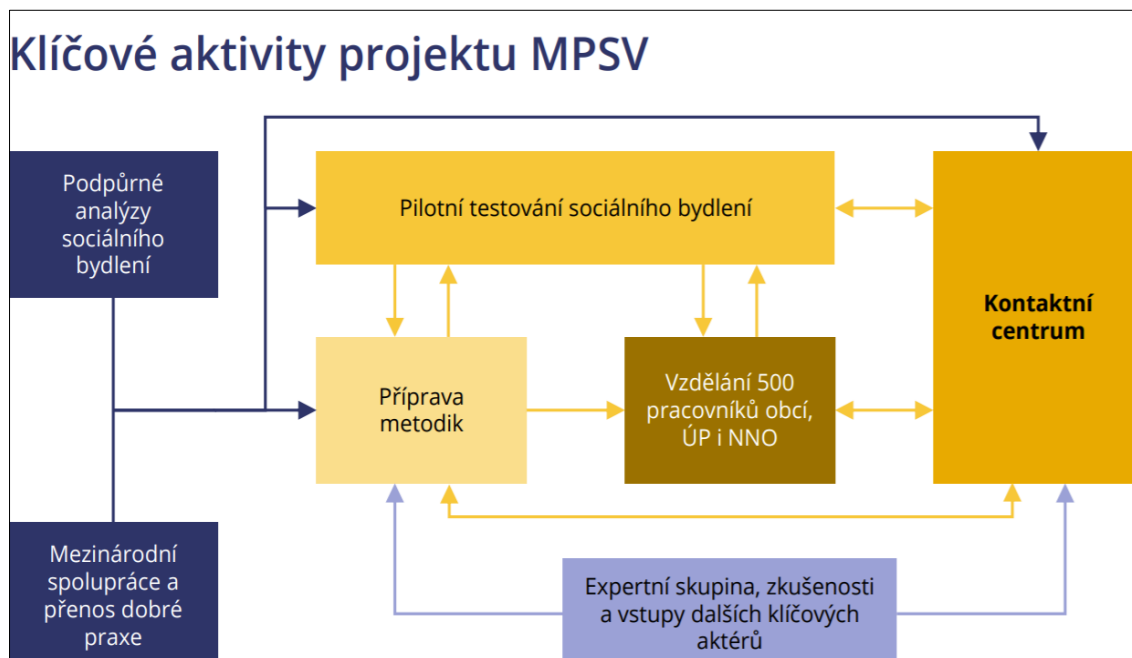 Klíčové aktivity projektu MPSV
Podpůrné
analýzy
sociálního
bydlení
Pilotní testování sociálního bydlení
Kontaktní
centrum
Příprava
metodik
Vzdělání 500
pracovníků obcí,
ÚP i NNO
Mezinárodní
spolupráce a
přenos dobré
praxe
Expertní skupina, zkušenosti
a vstupy dalších klíčových
aktérů